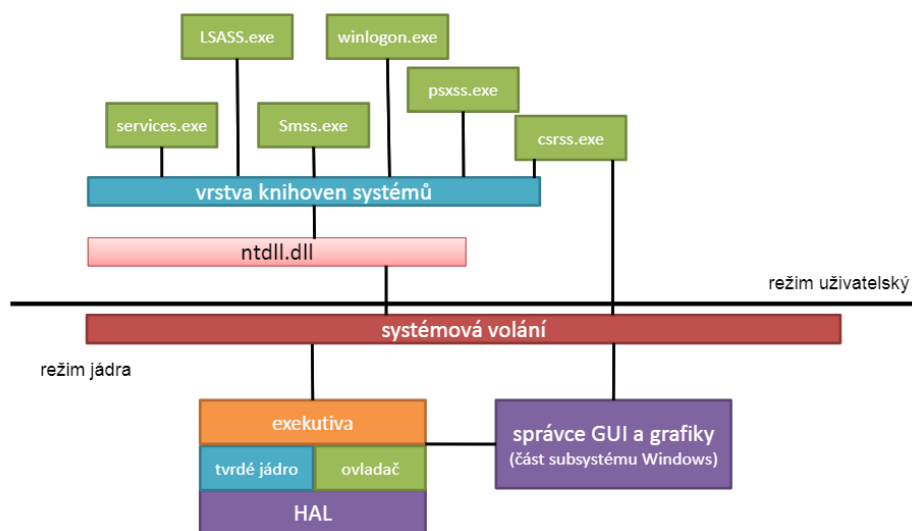 LSASS.exe
winlogon.exe
psxss.exe
services.exe
Smss.exe
csrss.exe
vrstva knihoven systémů
ntdll.dll
režim uživatelský
systémová volání
režim jádra
exekutiva
správce GUI a grafiky
(část subsystému Windows)
tvrdé jádro
ovladač
HAL